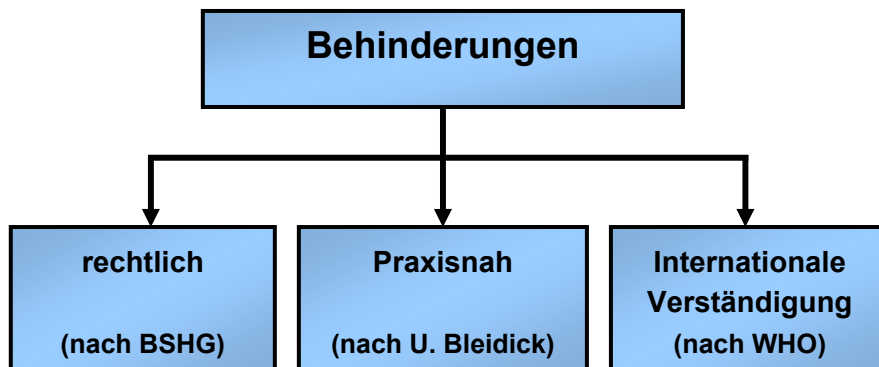 Behinderungen
rechtlich
(nach BSHG)
Praxisnah
(nach U. Bleidick)
Internationale
Verständigung
(nach WHO)